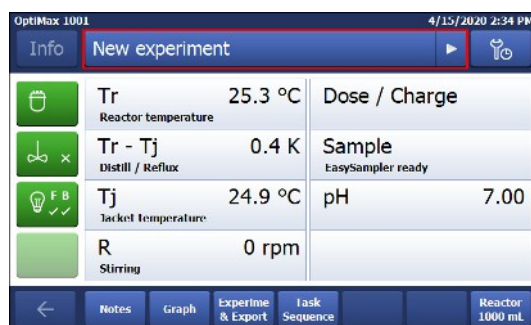 OptiMax 1001 4/15/2020 2:34 PM
Info New experiment
Tr 25.3 °C Dose / Charge
Reactor temperature
Tr - Tj 0.4 K Sample
Distill / Reflux EasySampler ready
F B
Tj 24.9 °C pH 7.00
Jacket temperature
R 0 rpm
Stirring
Notes Graph Experime & Export Task Sequence Reactor 1000 mL